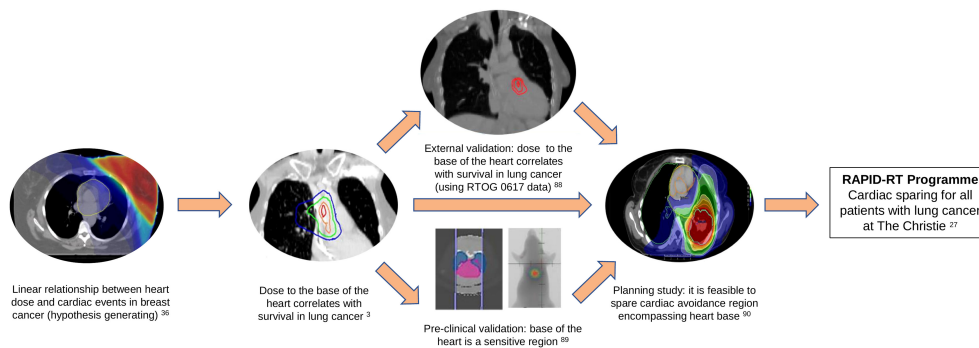 External validation: dose to the
base of the heart correlates
with survival in lung cancer
(using RTOG 0617 data) 88
RAPID-RT Programme
Cardiac sparing for all
patients with lung cancer
at The Christie 27
Linear relationship between heart
dose and cardiac events in breast
cancer (hypothesis generating) 36
Dose to the base of the
heart correlates with
survival in lung cancer 3
Pre-clinical validation: base of the
heart is a sensitive region 89
Planning study: it is feasible to
spare cardiac avoidance region
encompassing heart base 90